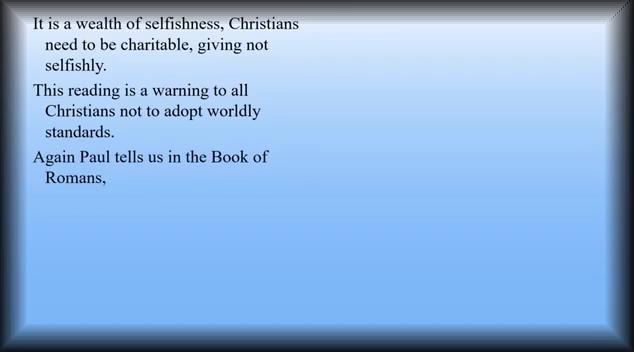 It is a wealth of selfishness, Christians
need to be charitable, giving not
selfishly.
This reading is a warning to all
Christians not to adopt worldly
standards.
Again Paul tells us in the Book of
Romans,